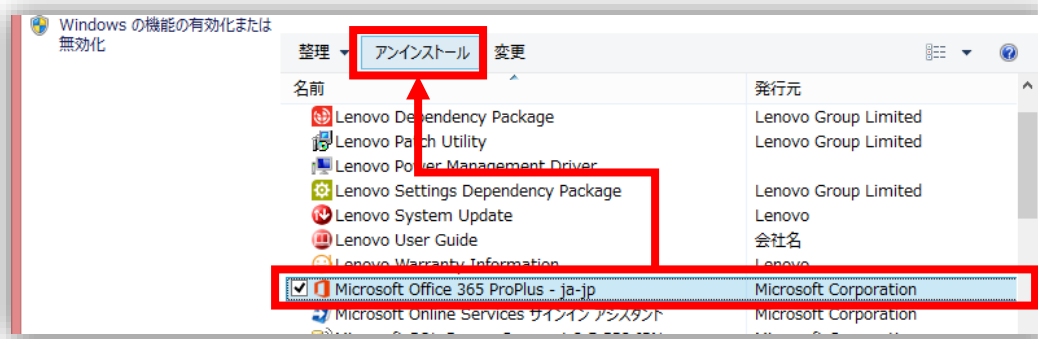 Windows の機能の有効化または
無効化
整理 アンインストール 変更
名前 発行元
Lenovo Dependency Package Lenovo Group Limited
Lenovo Patch Utility Lenovo Group Limited
Lenovo Power Management Driver
Lenovo Settings Dependency Package Lenovo Group Limited
Lenovo System Update Lenovo
Lenovo User Guide 会社名
Lenovo Warranty Information Lenovo
Microsoft Office 365 ProPlus - ja-jp Microsoft Corporation
Microsoft Online Services サインイン アシスタント Microsoft Corporation